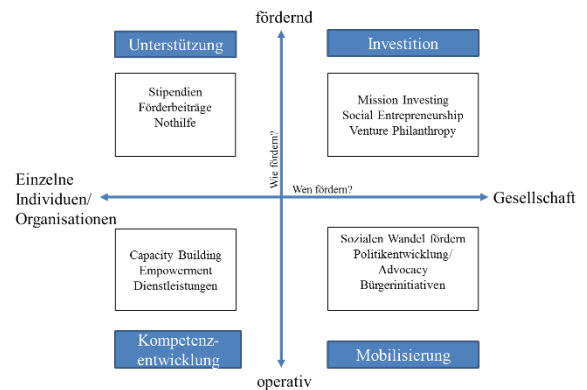 fördernd
Unterstützung
Investition
Stipendien
Förderbeiträge
Nothilfe
Mission Investing
Social Entrepreneurship
Venture Philanthropy
Wie fördern?
Wen fördern?
Einzelne
Individuen/
Organisationen
Gesellschaft
Capacity Building
Empowerment
Dienstleistungen
Sozialen Wandel fördern
Politikentwicklung/
Advocacy
Bürgerinitiativen
Kompetenz-
entwicklung
Mobilisierung
operativ